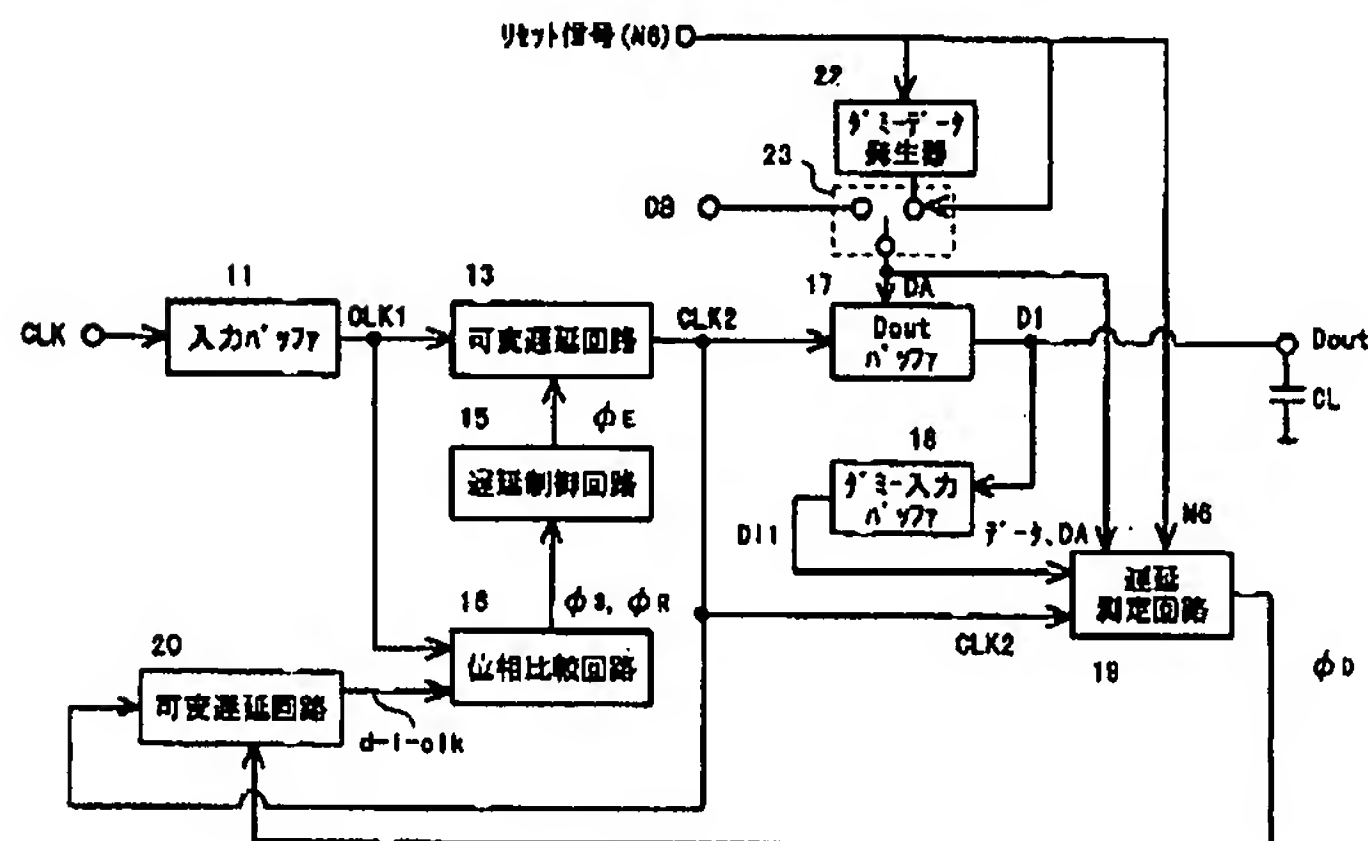 リセット信号(N6)
22
ダミーデータ
発生器
23
DB
11
13
17
DA
CLK
入力バッファ
CLK1
可変遅延回路
CLK2
Dout
バッファ
D1
Dout
CL
15
φE
遅延制御回路
18
ダミー入力
バッファ
DI1
データ、DA
N6
16
φS, φR
遅延
測定回路
20
位相比較回路
CLK2
19
φD
可変遅延回路
d-i-clk